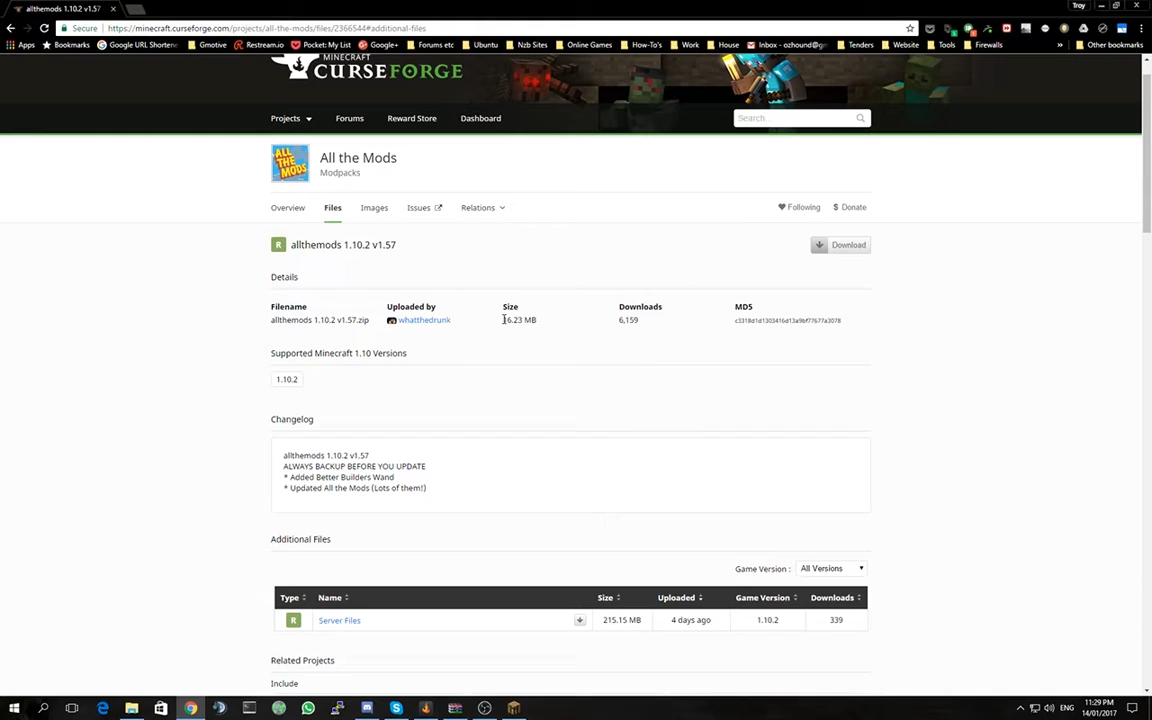 allthemods 1.10.2 v1.57
Troy
Secure https://minecraft.curseforge.com/projects/all-the-mods/files/2366544#additional-files
Apps Bookmarks Google URL Shortene Gmotive Restream.io Pocket: My List Google+ Forums etc Ubuntu Nzb Sites Online Games How-To's Work House Inbox - ozhound@gm Tenders Website Tools Firewalls » Other bookmarks
MINECRAFT
CURSEFORGE
Projects Forums Reward Store Dashboard Search...
ALL THE MODS
All the Mods
Modpacks
Overview Files Images Issues Relations Following $ Donate
R allthemods 1.10.2 v1.57 Download
Details
Filename Uploaded by Size Downloads MD5
allthemods 1.10.2 v1.57.zip whatthedrunk 6.23 MB 6,159 c3318d1d1303416d13a9bf77677a3078
Supported Minecraft 1.10 Versions
1.10.2
Changelog
allthemods 1.10.2 v1.57
ALWAYS BACKUP BEFORE YOU UPDATE
* Added Better Builders Wand
* Updated All the Mods (Lots of them!)
Additional Files
Game Version : All Versions
Type Name Size Uploaded Game Version Downloads
R Server Files 215.15 MB 4 days ago 1.10.2 339
Related Projects
Include
ENG 11:29 PM
14/01/2017